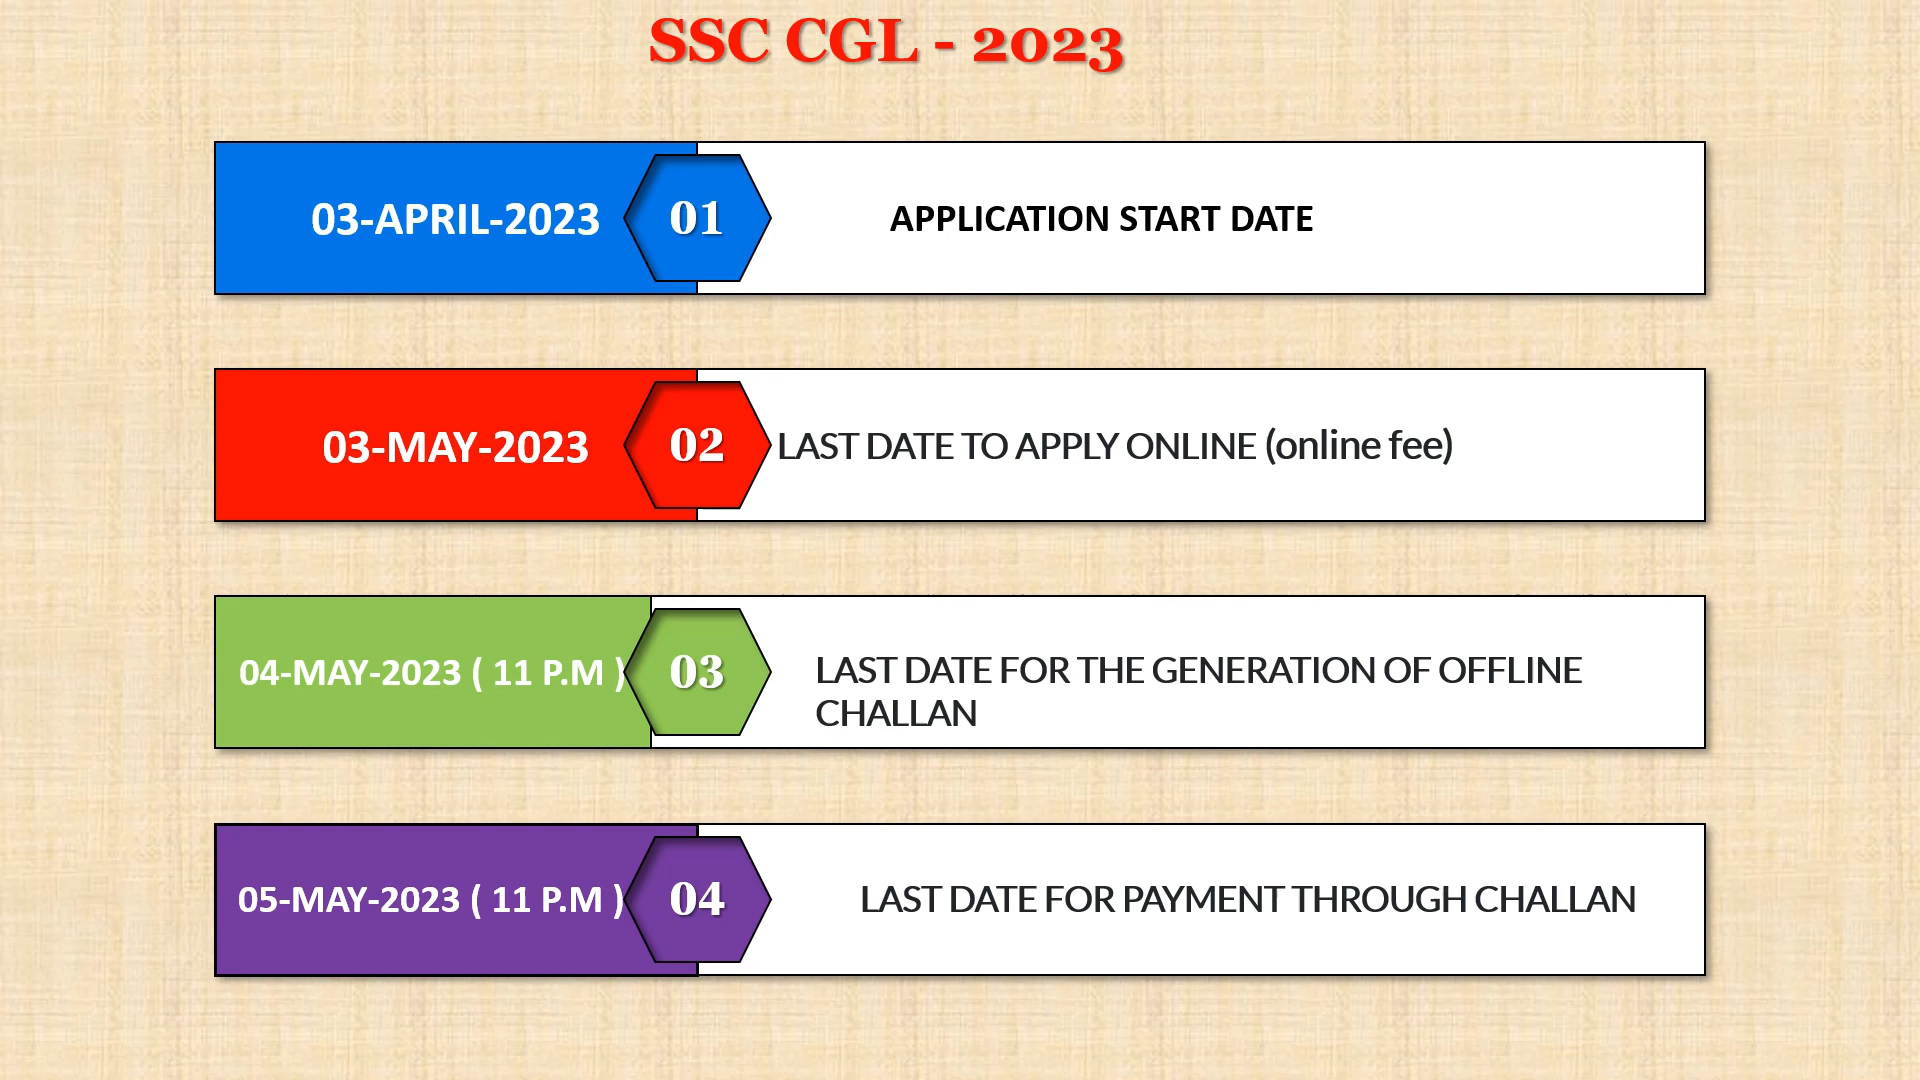 SSC CGL - 2023
03-APRIL-2023
01
APPLICATION START DATE
03-MAY-2023
02
LAST DATE TO APPLY ONLINE (online fee)
04-MAY-2023 ( 11 P.M )
03
LAST DATE FOR THE GENERATION OF OFFLINE
CHALLAN
05-MAY-2023 ( 11 P.M )
04
LAST DATE FOR PAYMENT THROUGH CHALLAN